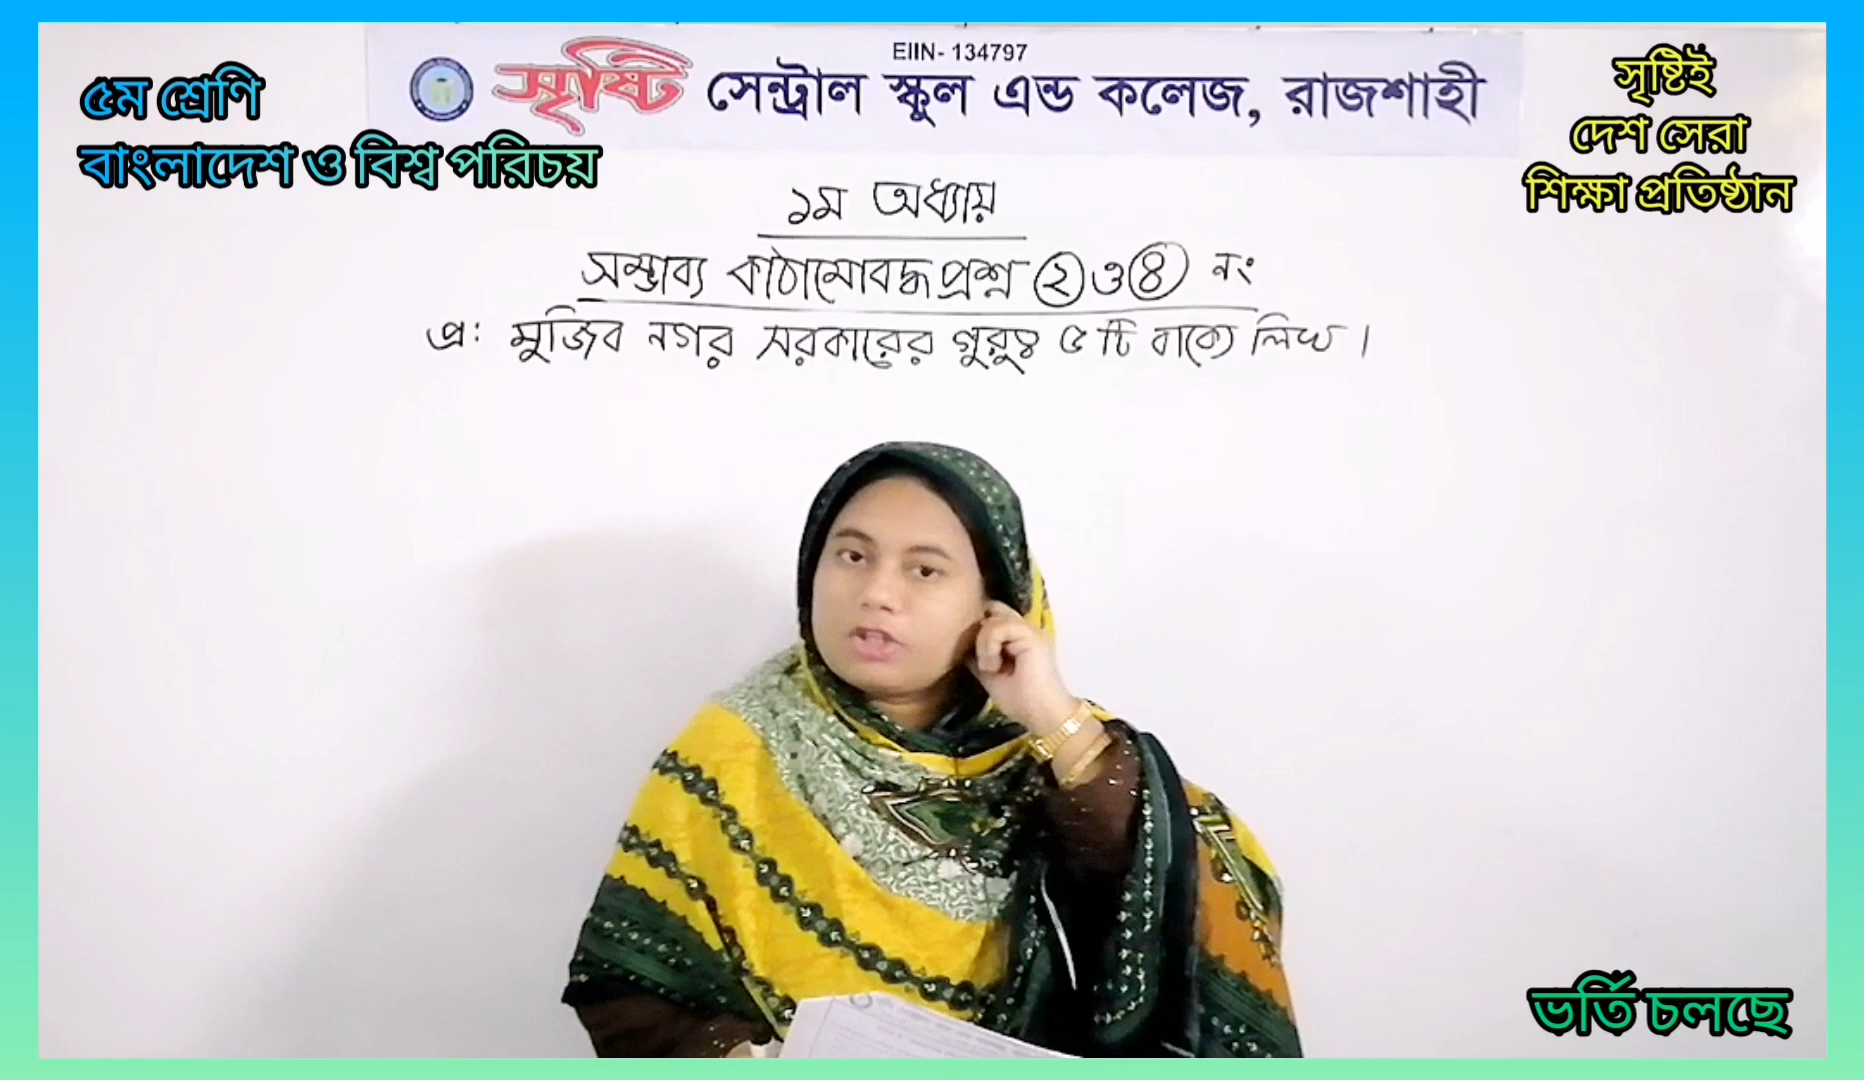 EIIN- 134797
সৃষ্টি সেন্ট্রাল স্কুল এন্ড কলেজ, রাজশাহী
৫ম শ্রেণি
বাংলাদেশ ও বিশ্ব পরিচয়
সৃষ্টিই
দেশ সেরা
শিক্ষা প্রতিষ্ঠান
১ম অধ্যায়
সম্ভাব্য কাঠামোবদ্ধ প্রশ্ন ২ ও ৪ নং
প্র: মুজিব নগর সরকারের গুরুত্ব ৫ টি বাক্যে লিখ।
ভর্তি চলছে